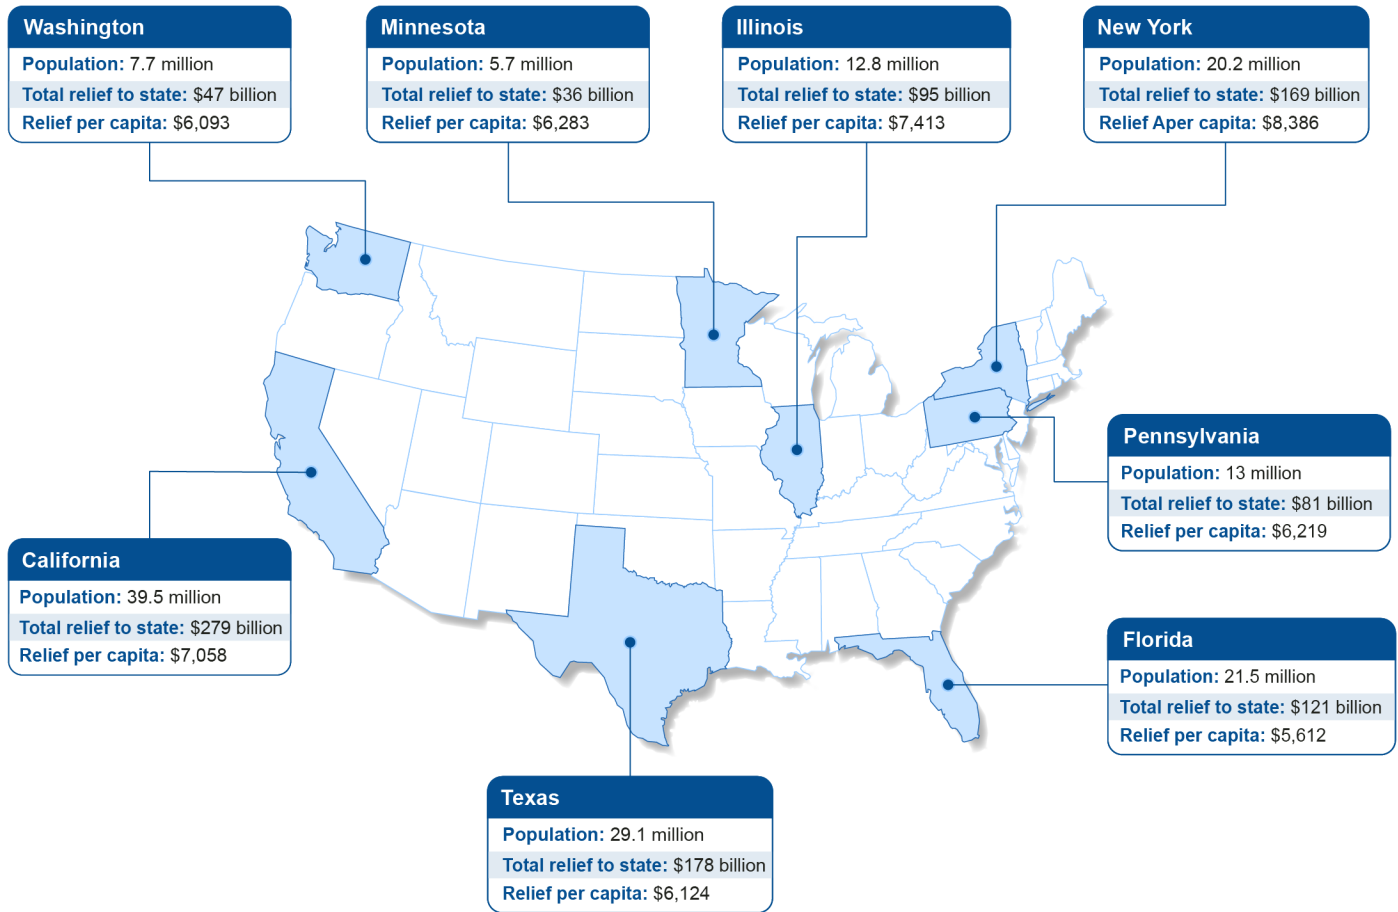 Washington
Population: 7.7 million
Total relief to state: $47 billion
Relief per capita: $6,093
Minnesota
Population: 5.7 million
Total relief to state: $36 billion
Relief per capita: $6,283
Illinois
Population: 12.8 million
Total relief to state: $95 billion
Relief per capita: $7,413
New York
Population: 20.2 million
Total relief to state: $169 billion
Relief Aper capita: $8,386
Pennsylvania
Population: 13 million
Total relief to state: $81 billion
Relief per capita: $6,219
California
Population: 39.5 million
Total relief to state: $279 billion
Relief per capita: $7,058
Florida
Population: 21.5 million
Total relief to state: $121 billion
Relief per capita: $5,612
Texas
Population: 29.1 million
Total relief to state: $178 billion
Relief per capita: $6,124